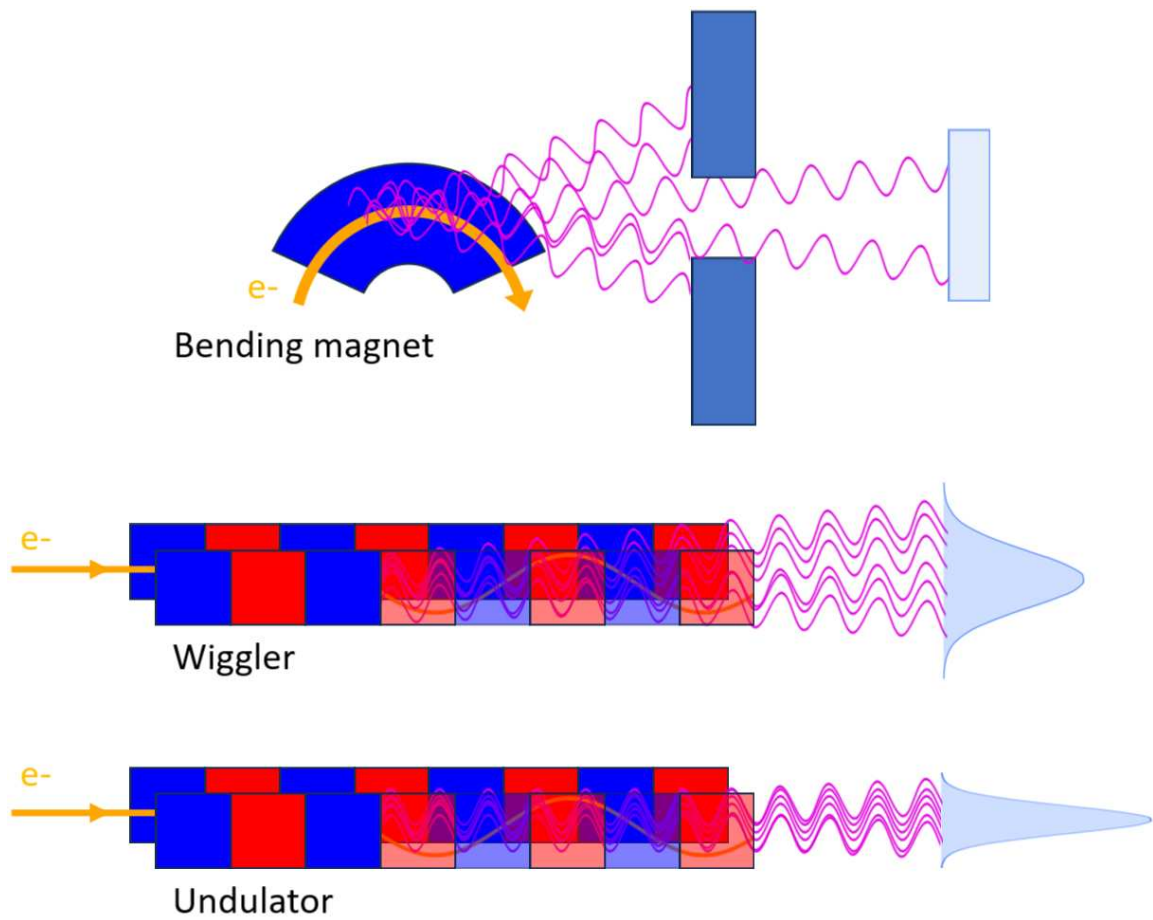 e-
Bending magnet
e-
Wiggler
e-
Undulator